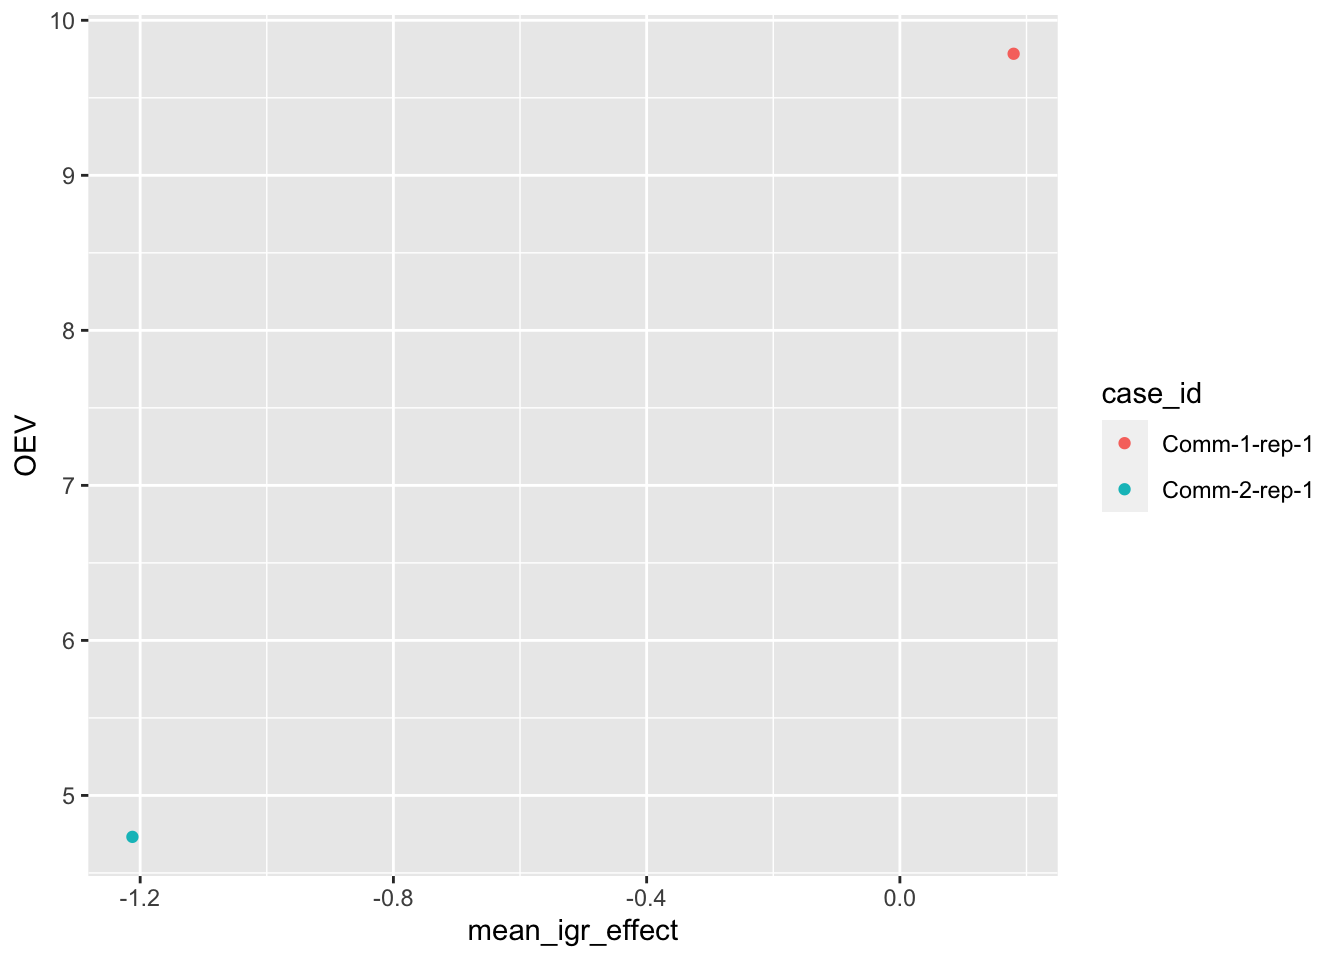 10
9
8
7
6
5
OEV
-1.2 -0.8 -0.4 0.0
mean_igr_effect
case_id
Comm-1-rep-1
Comm-2-rep-1